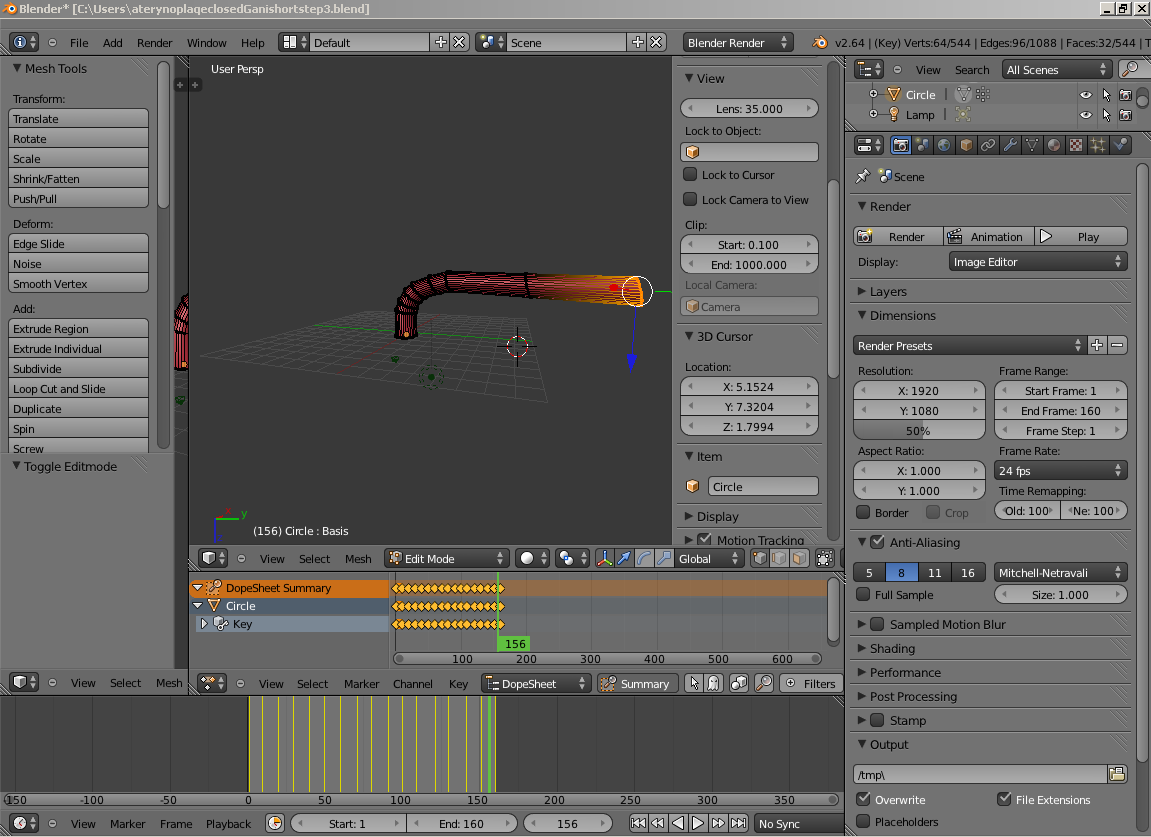 Blender* [C:\Users\aterynoplaqeclosedGanishortstep3.blend]
File Add Render Window Help Default Scene Blender Render v2.64 | (Key) Verts:64/544 | Edges:96/1088 | Faces:32/544 | T
Mesh Tools
Transform:
Translate
Rotate
Scale
Shrink/Fatten
Push/Pull
Deform:
Edge Slide
Noise
Smooth Vertex
Add:
Extrude Region
Extrude Individual
Subdivide
Loop Cut and Slide
Duplicate
Spin
Screw
Toggle Editmode
View Select Mesh
User Persp
y
(156) Circle : Basis
View Select Mesh Edit Mode Global
View
Lens: 35.000
Lock to Object:
Lock to Cursor
Lock Camera to View
Clip:
Start: 0.100
End: 1000.000
Local Camera:
Camera
3D Cursor
Location:
X: 5.1524
Y: 7.3204
Z: 1.7994
Item
Circle
Display
Motion Tracking
DopeSheet Summary
Circle
Key
156
100 200 300 400 500 600
View Select Marker Channel Key DopeSheet Summary Filters
-150 -100 -50 0 50 100 150 200 250 300 350
View Marker Frame Playback Start: 1 End: 160 156 No Sync
View Search All Scenes
Circle
Lamp
Scene
Render
Render Animation Play
Display: Image Editor
Layers
Dimensions
Render Presets
Resolution: Frame Range:
X: 1920 Start Frame: 1
Y: 1080 End Frame: 160
50% Frame Step: 1
Aspect Ratio: Frame Rate:
X: 1.000 24 fps
Y: 1.000 Time Remapping:
Border Crop Old: 100 Ne: 100
Anti-Aliasing
5 8 11 16 Mitchell-Netravali
Full Sample Size: 1.000
Sampled Motion Blur
Shading
Performance
Post Processing
Stamp
Output
/tmp\
Overwrite File Extensions
Placeholders